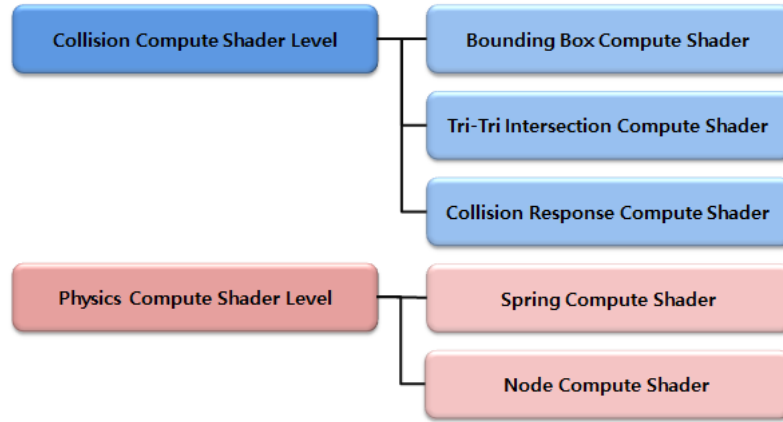 Collision Compute Shader Level
Bounding Box Compute Shader
Tri-Tri Intersection Compute Shader
Collision Response Compute Shader
Physics Compute Shader Level
Spring Compute Shader
Node Compute Shader